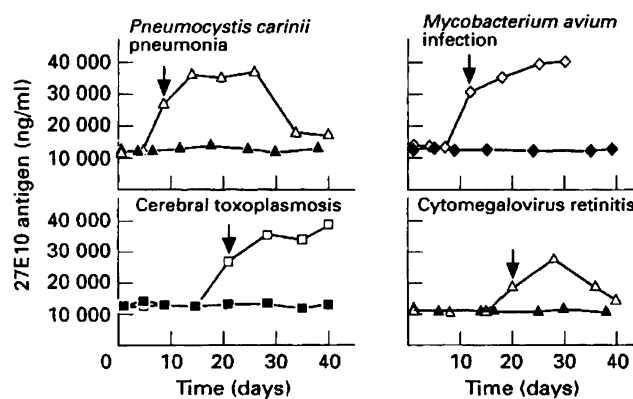 Pneumocystis carinii
pneumonia
Mycobacterium avium
infection
27E10 antigen (ng/ml)
40 000
30 000
20 000
10 000
Cerebral toxoplasmosis
Cytomegalovirus retinitis
40 000
30 000
20 000
10 000
0 10 20 30 40
10 20 30 40
Time (days)
Time (days)